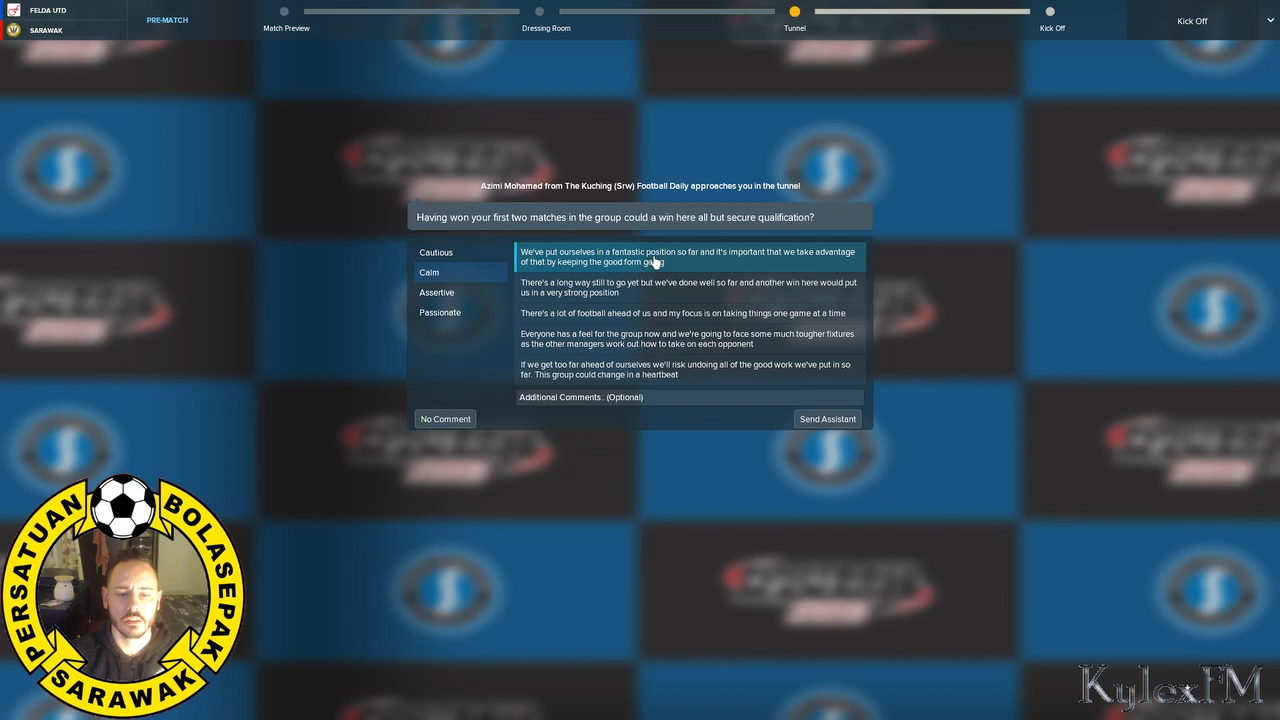 FELDA UTD
SARAWAK
PRE-MATCH
Match Preview
Dressing Room
Tunnel
Kick Off
Kick Off
Azimi Mohamad from The Kuching (Srw) Football Daily approaches you in the tunnel
Having won your first two matches in the group could a win here all but secure qualification?
Cautious
Calm
Assertive
Passionate
We've put ourselves in a fantastic position so far and it's important that we take advantage
of that by keeping the good form going
There's a long way still to go yet but we've done well so far and another win here would put
us in a very strong position
There's a lot of football ahead of us and my focus is on taking things one game at a time
Everyone has a feel for the group now and we're going to face some much tougher fixtures
as the other managers work out how to take on each opponent
If we get too far ahead of ourselves we'll risk undoing all of the good work we've put in so
far. This group could change in a heartbeat
Additional Comments.. (Optional)
No Comment
Send Assistant
PERSATUAN BOLASEPAK
SARAWAK
KylexFM